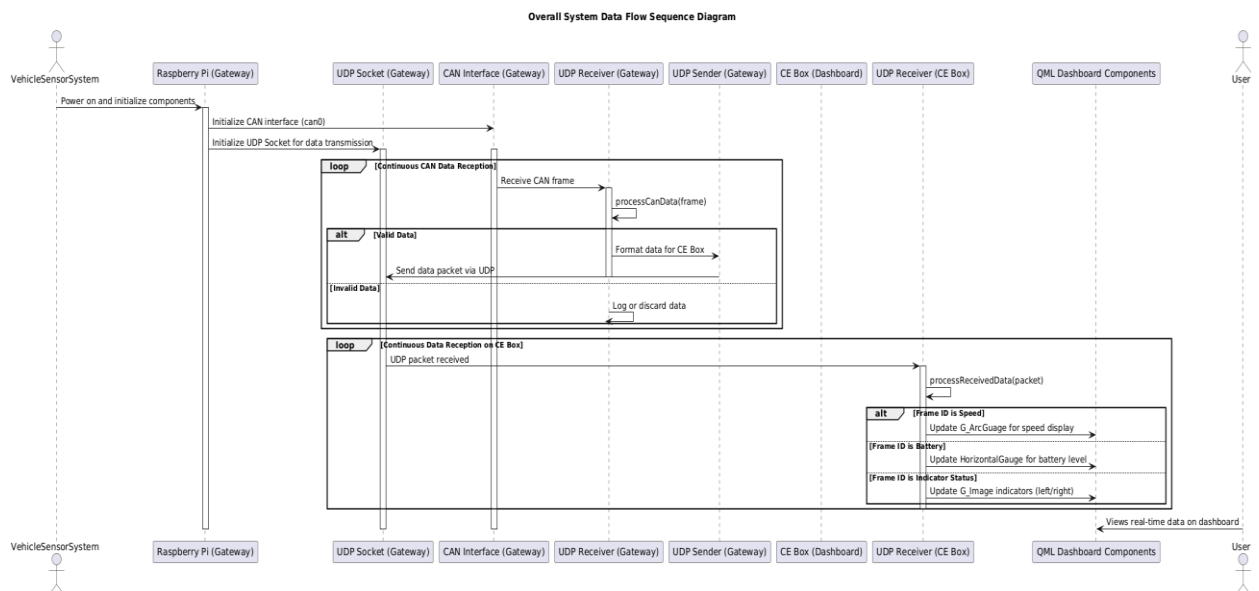 Overall System Data Flow Sequence Diagram
VehicleSensorSystem
Raspberry Pi (Gateway)
UDP Socket (Gateway)
CAN Interface (Gateway)
UDP Receiver (Gateway)
UDP Sender (Gateway)
CE Box (Dashboard)
UDP Receiver (CE Box)
QML Dashboard Components
User
Power on and initialize components
Initialize CAN interface (can0)
Initialize UDP Socket for data transmission
loop [Continuous CAN Data Reception]
Receive CAN frame
processCanData(frame)
alt [Valid Data]
Format data for CE Box
Send data packet via UDP
[Invalid Data]
Log or discard data
loop [Continuous Data Reception on CE Box]
UDP packet received
processReceivedData(packet)
alt [Frame ID is Speed]
Update G_ArcGuage for speed display
[Frame ID is Battery]
Update HorizontalGauge for battery level
[Frame ID is Indicator Status]
Update G_Image indicators (left/right)
Views real-time data on dashboard
VehicleSensorSystem
Raspberry Pi (Gateway)
UDP Socket (Gateway)
CAN Interface (Gateway)
UDP Receiver (Gateway)
UDP Sender (Gateway)
CE Box (Dashboard)
UDP Receiver (CE Box)
QML Dashboard Components
User